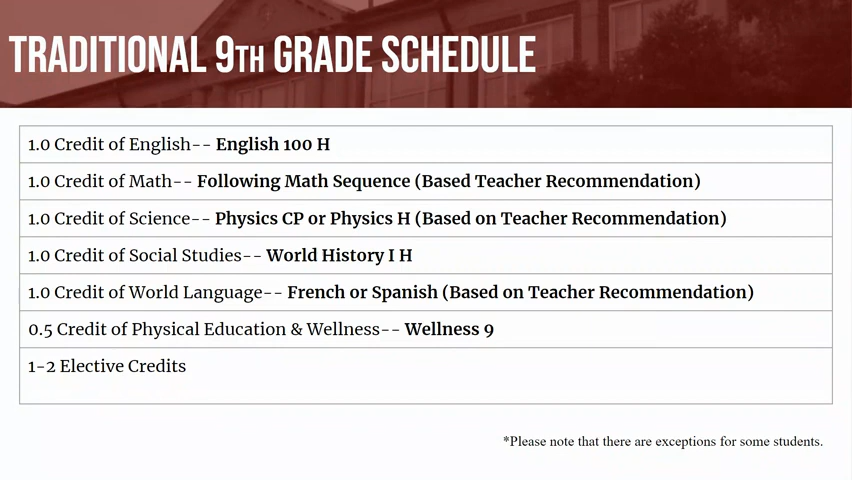 TRADITIONAL 9TH GRADE SCHEDULE
1.0 Credit of English-- English 100 H
1.0 Credit of Math-- Following Math Sequence (Based Teacher Recommendation)
1.0 Credit of Science-- Physics CP or Physics H (Based on Teacher Recommendation)
1.0 Credit of Social Studies-- World History I H
1.0 Credit of World Language-- French or Spanish (Based on Teacher Recommendation)
0.5 Credit of Physical Education & Wellness-- Wellness 9
1-2 Elective Credits
*Please note that there are exceptions for some students.